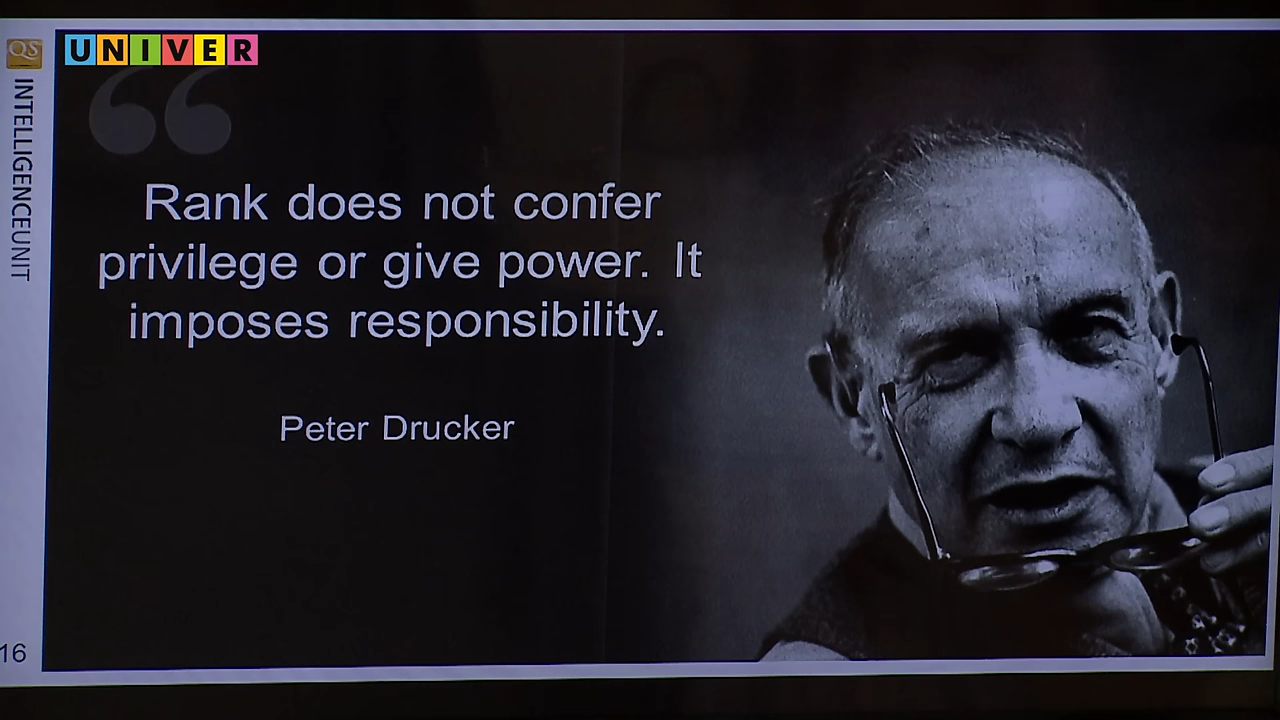 QS
INTELLIGENCEUNIT
UNIVER
“
Rank does not confer
privilege or give power. It
imposes responsibility.
Peter Drucker
16